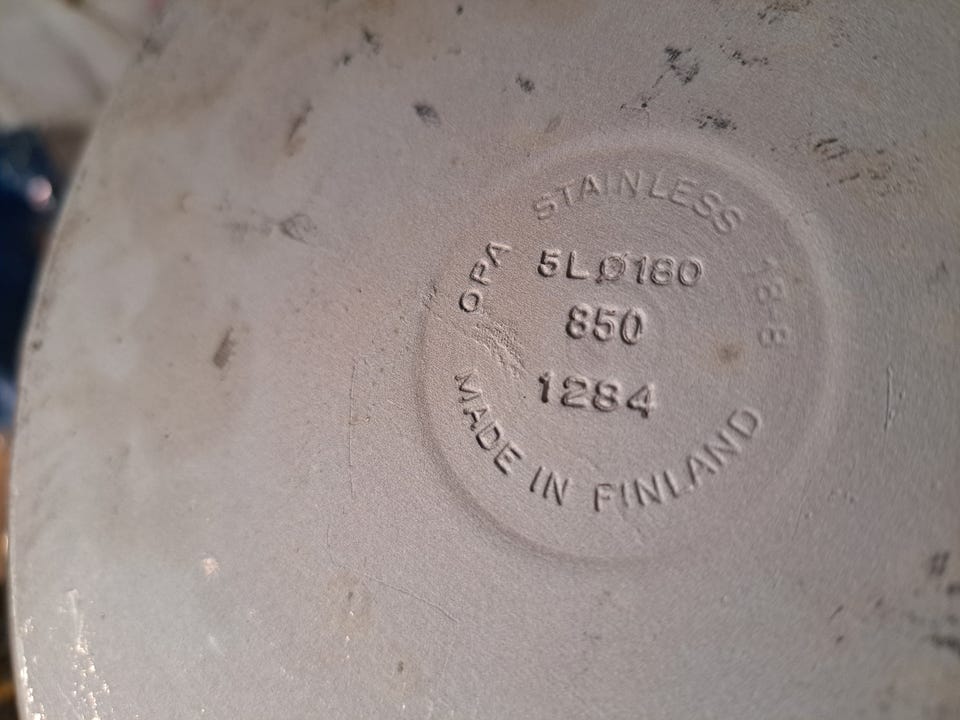 OPA STAINLESS 18-8
5LØ180
850
1284
MADE IN FINLAND